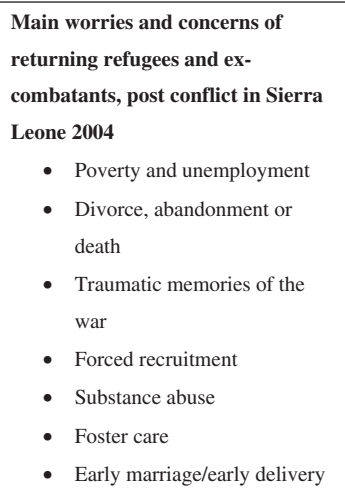 Main worries and concerns of
returning refugees and ex-
combatants, post conflict in Sierra
Leone 2004
• Poverty and unemployment
• Divorce, abandonment or
death
• Traumatic memories of the
war
• Forced recruitment
• Substance abuse
• Foster care
• Early marriage/early delivery